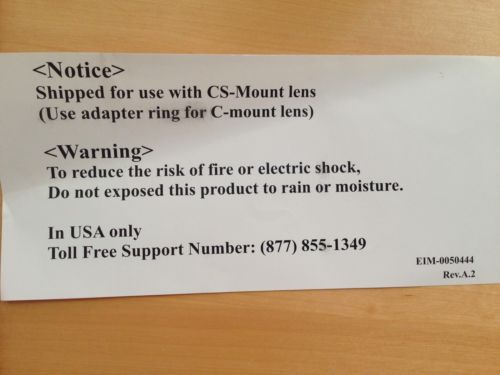 <Notice>
Shipped for use with CS-Mount lens
(Use adapter ring for C-mount lens)
<Warning>
To reduce the risk of fire or electric shock,
Do not exposed this product to rain or moisture.
In USA only
Toll Free Support Number: (877) 855-1349
EIM-0050444
Rev.A.2